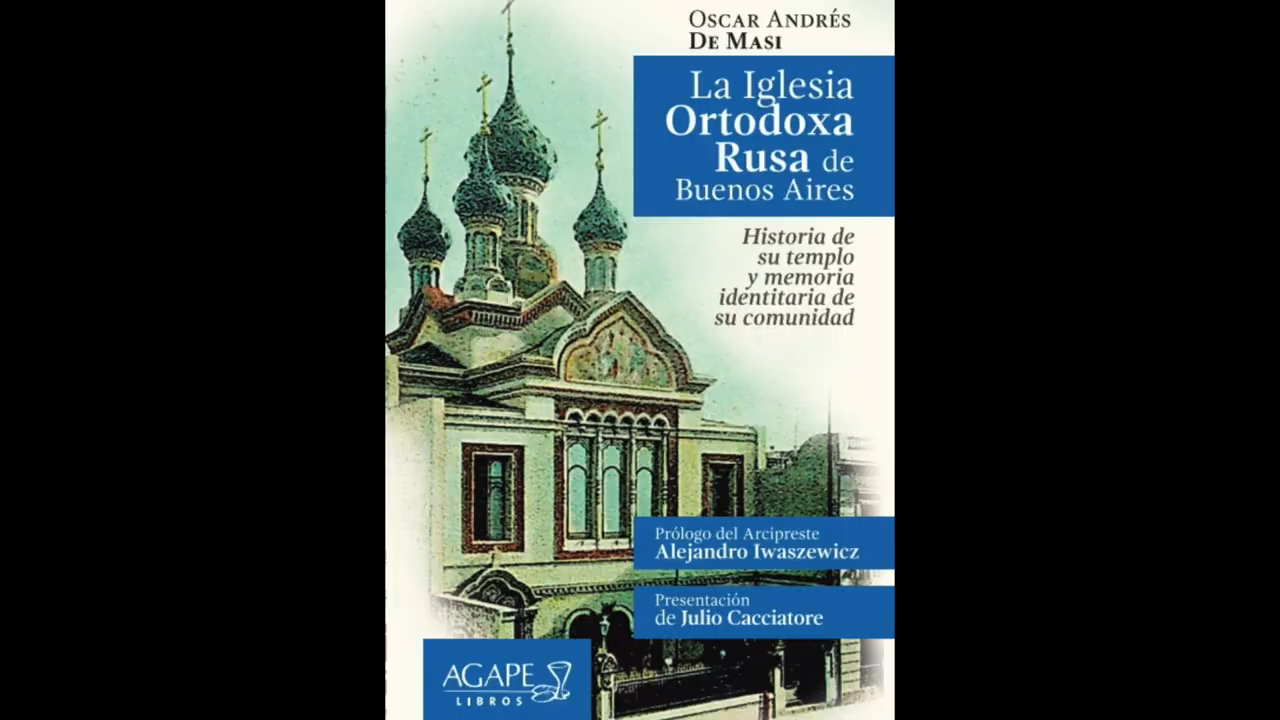 OSCAR ANDRÉS
DE MASI
La Iglesia
Ortodoxa
Rusa de
Buenos Aires
Historia de
su templo
y memoria
identitaria de
su comunidad
Prólogo del Arcipreste
Alejandro Iwaszewicz
Presentación
de Julio Cacciatore
AGAPE
LIBROS